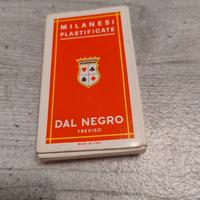 MILANESI
PLASTIFICATE
DAL NEGRO
TREVISO
MADE IN ITALY